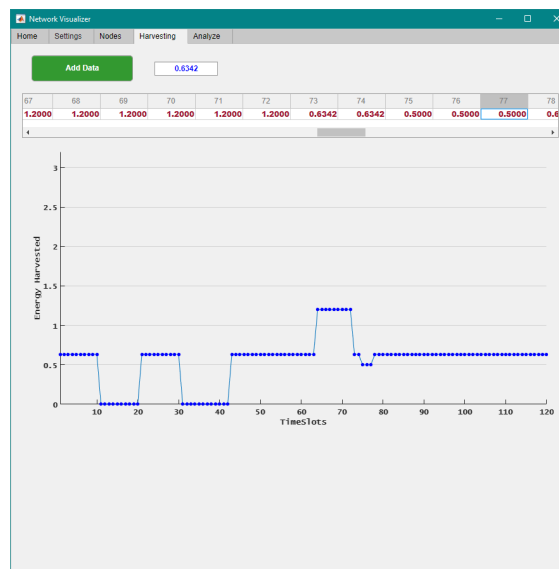 Network Visualizer
Home Settings Nodes Harvesting Analyze
Add Data 0.6342
67 68 69 70 71 72 73 74 75 76 77 78
1.2000 1.2000 1.2000 1.2000 1.2000 1.2000 0.6342 0.6342 0.5000 0.5000 0.5000 0.6
3
2.5
2
1.5
1
0.5
0
Energy Harvested
10 20 30 40 50 60 70 80 90 100 110 120
TimeSlots